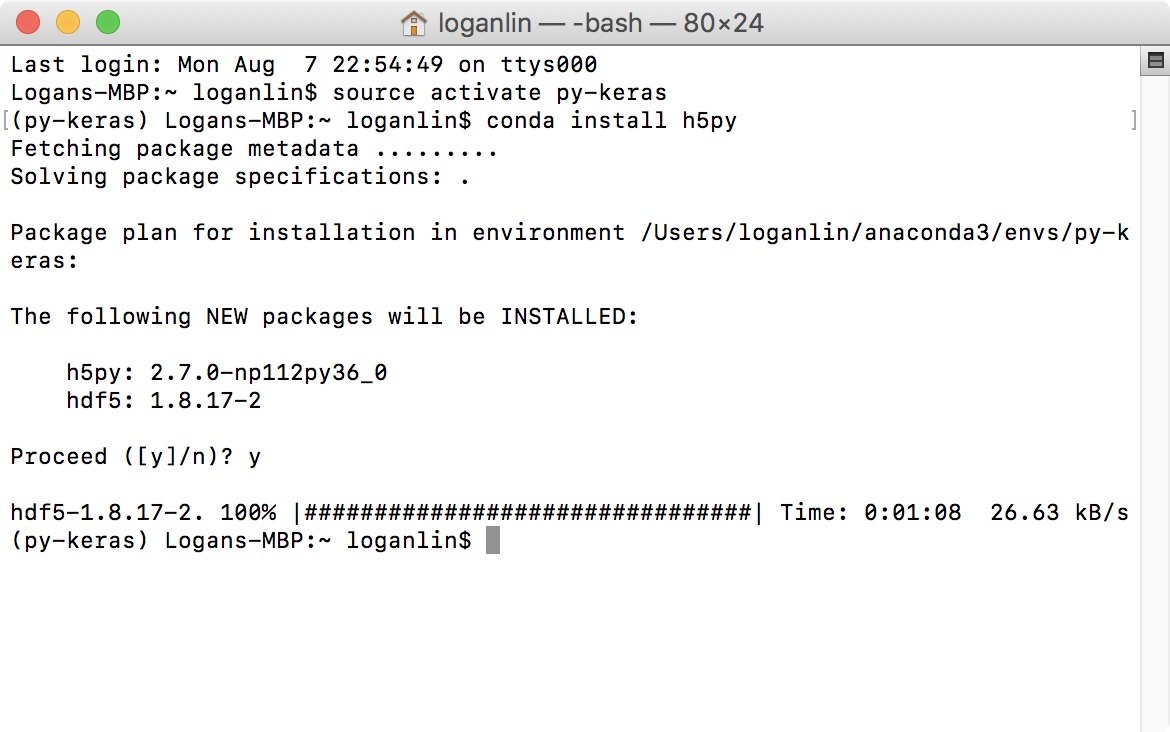 loganlin — -bash — 80×24
Last login: Mon Aug  7 22:54:49 on ttys000
Logans-MBP:~ loganlin$ source activate py-keras
[(py-keras) Logans-MBP:~ loganlin$ conda install h5py ]
Fetching package metadata .........
Solving package specifications: .
Package plan for installation in environment /Users/loganlin/anaconda3/envs/py-k
eras:
The following NEW packages will be INSTALLED:
h5py: 2.7.0-np112py36_0
hdf5: 1.8.17-2
Proceed ([y]/n)? y
hdf5-1.8.17-2. 100% |################################| Time: 0:01:08  26.63 kB/s
(py-keras) Logans-MBP:~ loganlin$